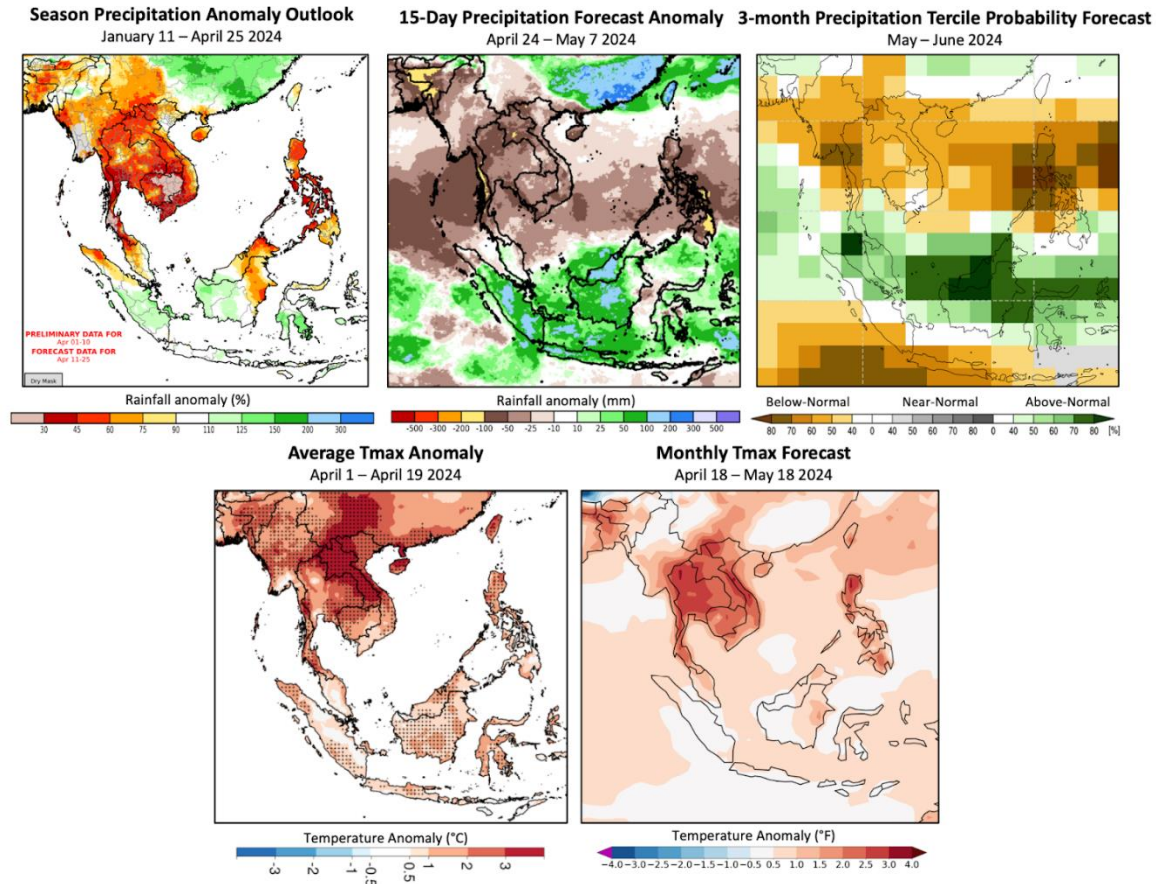 Season Precipitation Anomaly Outlook
January 11 – April 25 2024
15-Day Precipitation Forecast Anomaly
April 24 – May 7 2024
3-month Precipitation Tercile Probability Forecast
May – June 2024
PRELIMINARY DATA FOR
Apr 01-10
FORECAST DATA FOR
Apr 11-25
Dry Mask
Rainfall anomaly (%)
30 45 60 75 90 110 125 150 200 300
Rainfall anomaly (mm)
-500 -300 -200 -100 -50 -25 -10 10 25 50 100 200 300 500
Below-Normal Near-Normal Above-Normal
80 70 60 50 40 0 40 50 60 70 80 0 40 50 60 70 80 [%]
Average Tmax Anomaly
April 1 – April 19 2024
Monthly Tmax Forecast
April 18 – May 18 2024
Temperature Anomaly (°C)
-3 -2 -1 -0.5 0.5 1 2 3
Temperature Anomaly (°F)
-4.0 -3.0 -2.5 -2.0 -1.5 -1.0 -0.5 0.5 1.0 1.5 2.0 2.5 3.0 4.0